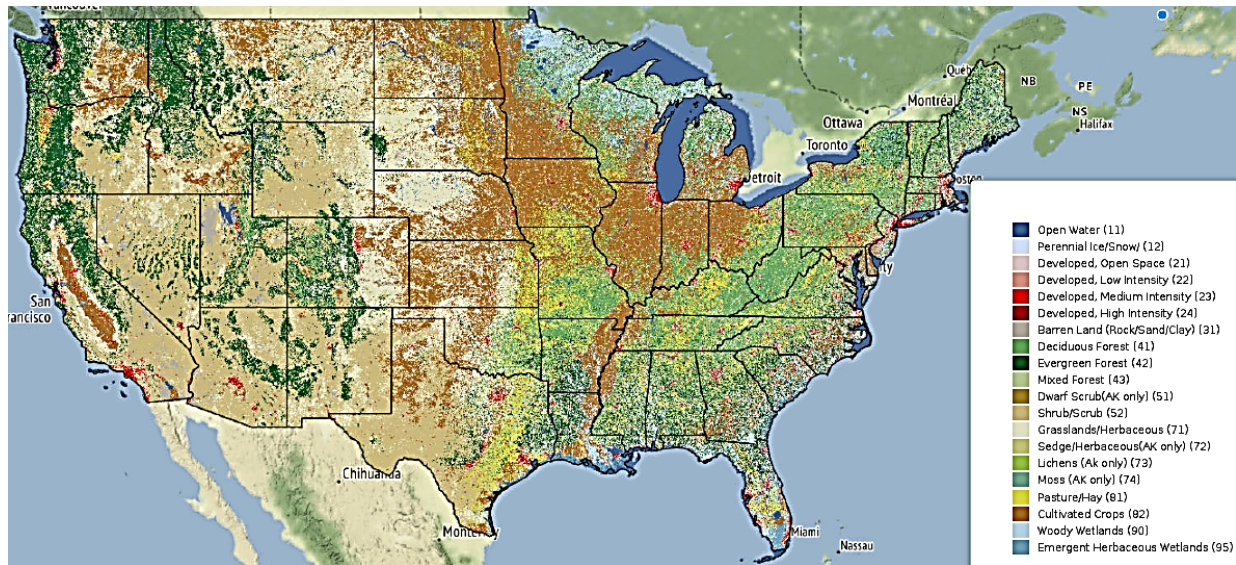 Québ
NB
PE
Montréal
NS
Ottawa
Halifax
Toronto
Detroit
Boston
San
Francisco
Chihuahua
Monterrey
Miami
Nassau
Open Water (11)
Perennial Ice/Snow/ (12)
Developed, Open Space (21)
Developed, Low Intensity (22)
Developed, Medium Intensity (23)
Developed, High Intensity (24)
Barren Land (Rock/Sand/Clay) (31)
Deciduous Forest (41)
Evergreen Forest (42)
Mixed Forest (43)
Dwarf Scrub(AK only) (51)
Shrub/Scrub (52)
Grasslands/Herbaceous (71)
Sedge/Herbaceous(AK only) (72)
Lichens (Ak only) (73)
Moss (AK only) (74)
Pasture/Hay (81)
Cultivated Crops (82)
Woody Wetlands (90)
Emergent Herbaceous Wetlands (95)